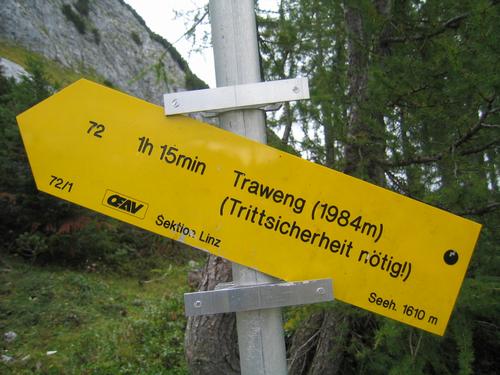 72 1h 15min Traweng (1984m)
(Trittsicherheit nötig!)
72/1 OEAV Sektion Linz
Seeh. 1610 m